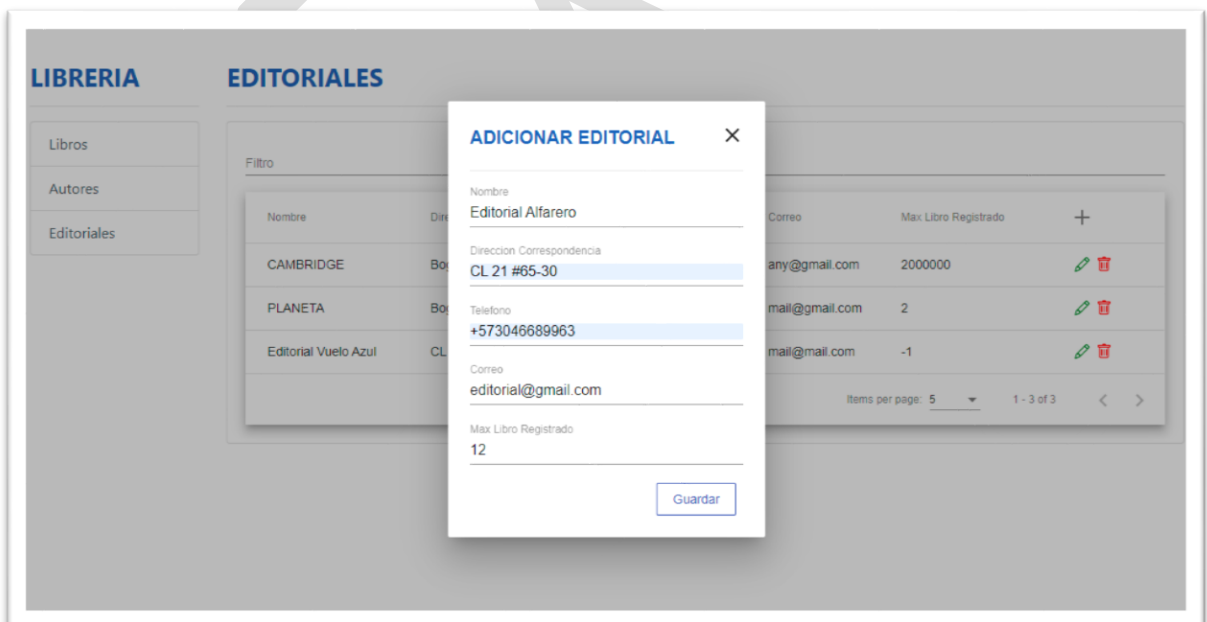 LIBRERIA
EDITORIALES
Libros
Autores
Editoriales
Filtro
Nombre Correo Max Libro Registrado
CAMBRIDGE any@gmail.com 2000000
PLANETA mail@gmail.com 2
Editorial Vuelo Azul CL mail@mail.com -1
Items per page: 5 1 - 3 of 3
ADICIONAR EDITORIAL
Nombre
Editorial Alfarero
Direccion Correspondencia
CL 21 #65-30
Telefono
+573046689963
Correo
editorial@gmail.com
Max Libro Registrado
12
Guardar